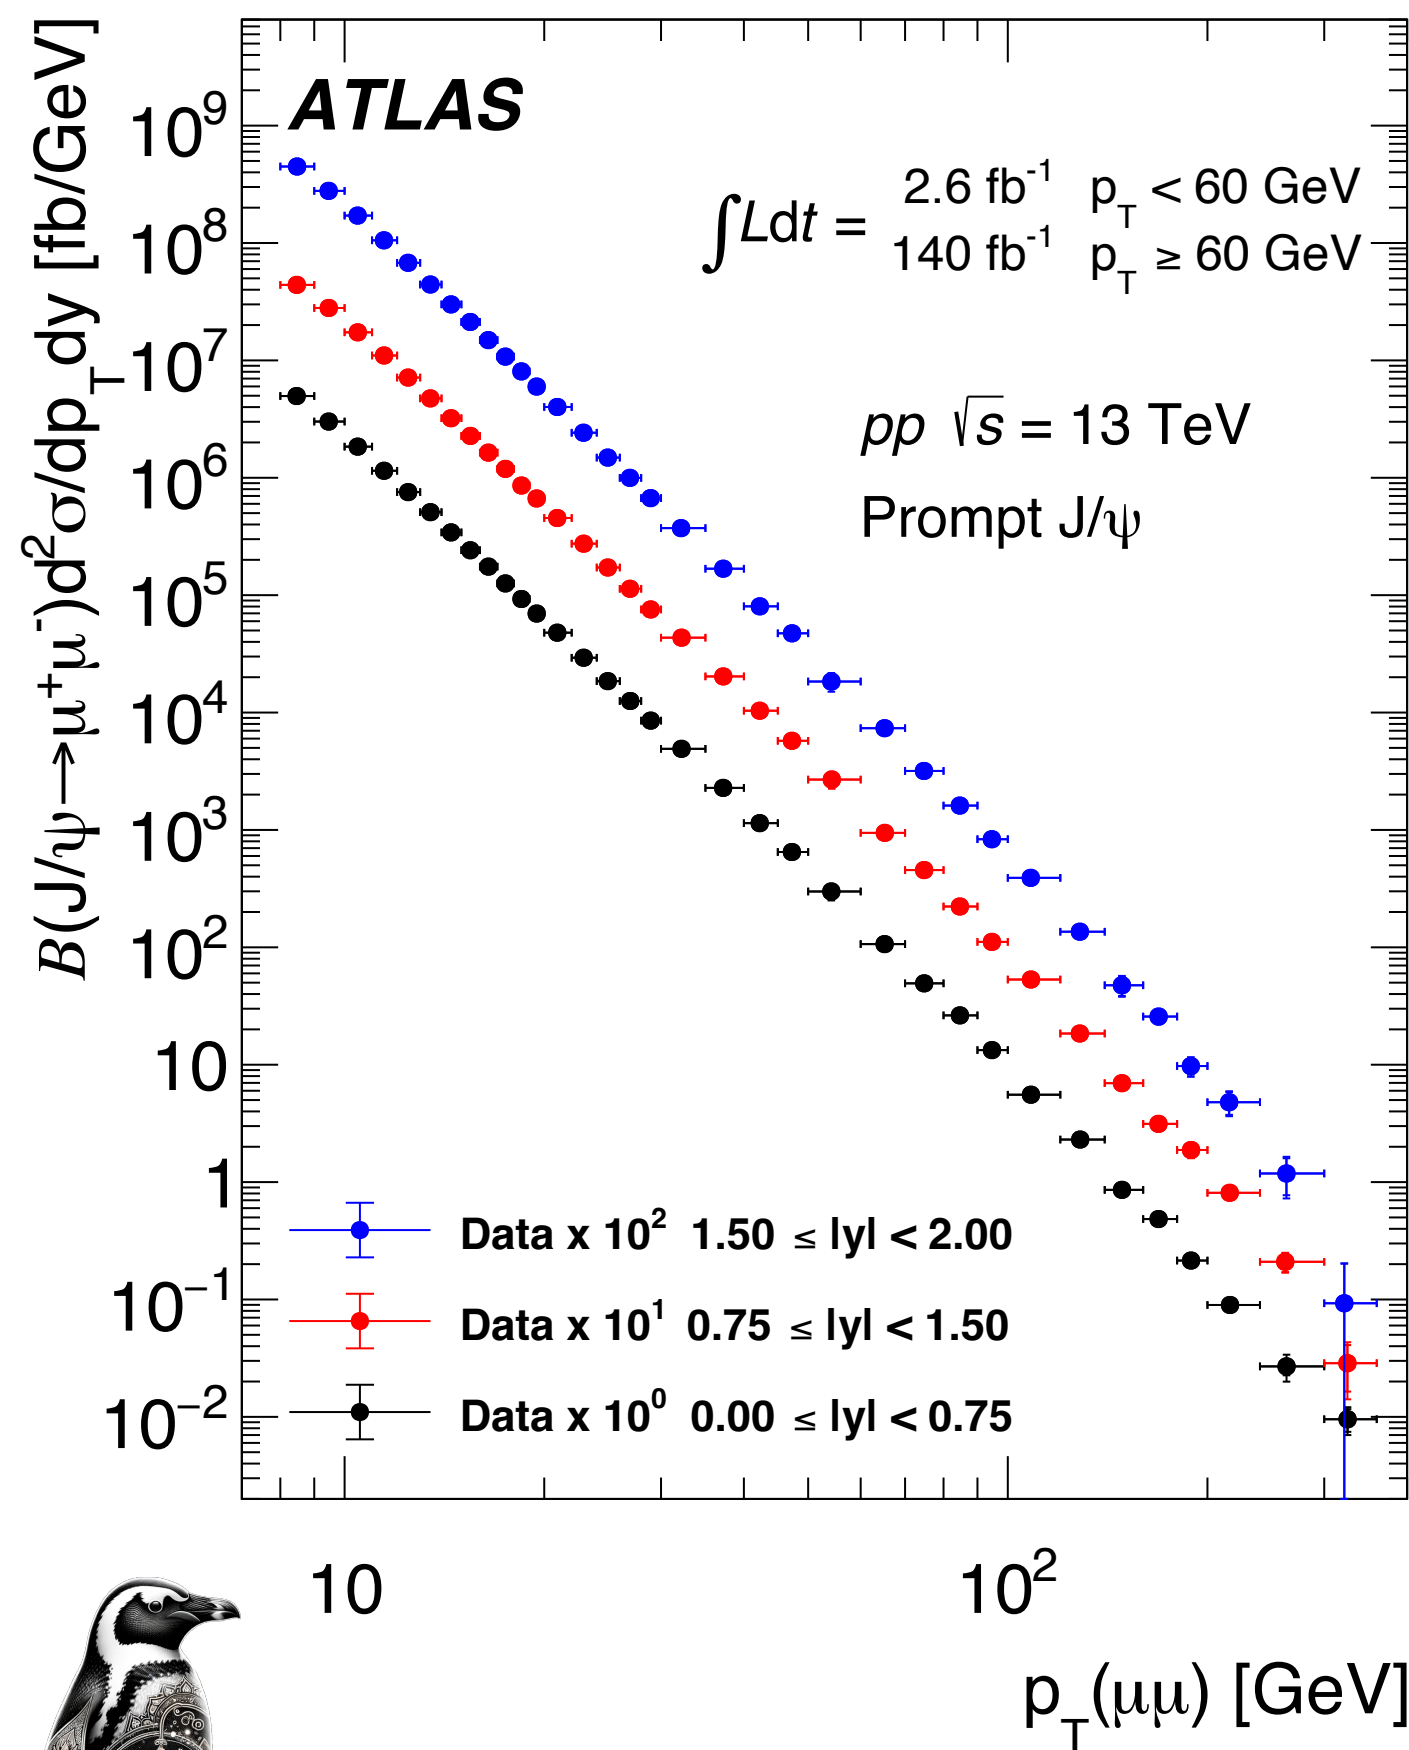 ATLAS
∫Ldt = 2.6 fb⁻¹ p_T < 60 GeV
140 fb⁻¹ p_T ≥ 60 GeV
pp √s = 13 TeV
Prompt J/ψ
B(J/ψ→μ⁺μ⁻)d²σ/dp_Tdy [fb/GeV]
10⁹
10⁸
10⁷
10⁶
10⁵
10⁴
10³
10²
10
1
10⁻¹
10⁻²
Data x 10² 1.50 ≤ |y| < 2.00
Data x 10¹ 0.75 ≤ |y| < 1.50
Data x 10⁰ 0.00 ≤ |y| < 0.75
10 10²
p_T(μμ) [GeV]